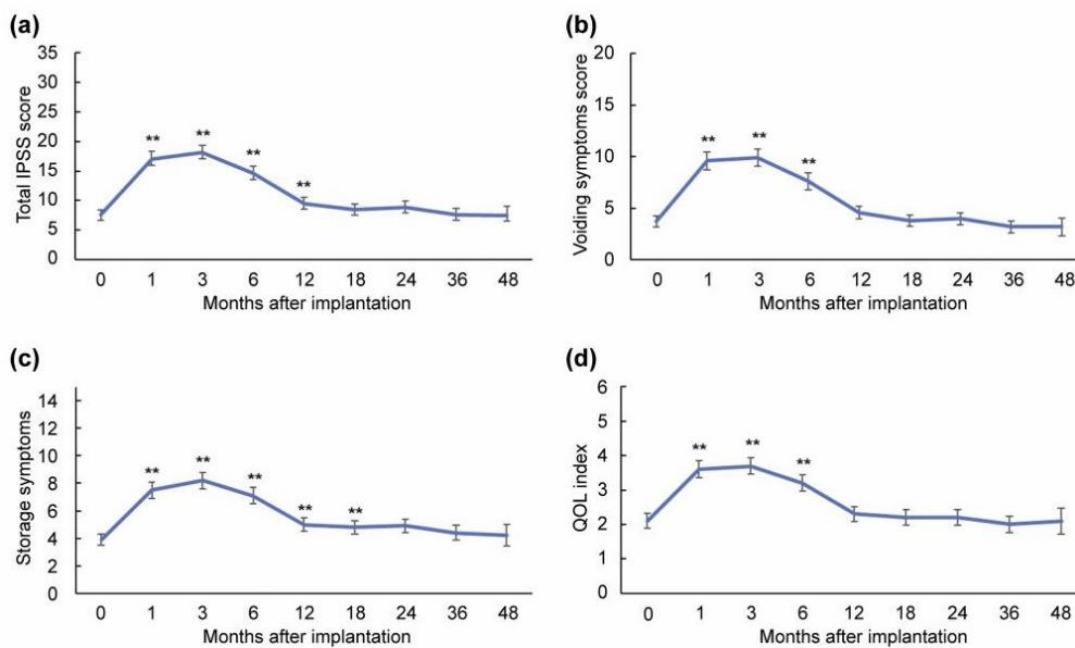 (a)
Total IPSS score
35
30
25
20
15
10
5
0
** ** ** **
0 1 3 6 12 18 24 36 48
Months after implantation
(b)
Voiding symptoms score
20
15
10
5
0
** ** **
0 1 3 6 12 18 24 36 48
Months after implantation
(c)
Storage symptoms
14
12
10
8
6
4
2
0
** ** ** ** **
0 1 3 6 12 18 24 36 48
Months after implantation
(d)
QOL index
6
5
4
3
2
1
0
** ** **
0 1 3 6 12 18 24 36 48
Months after implantation